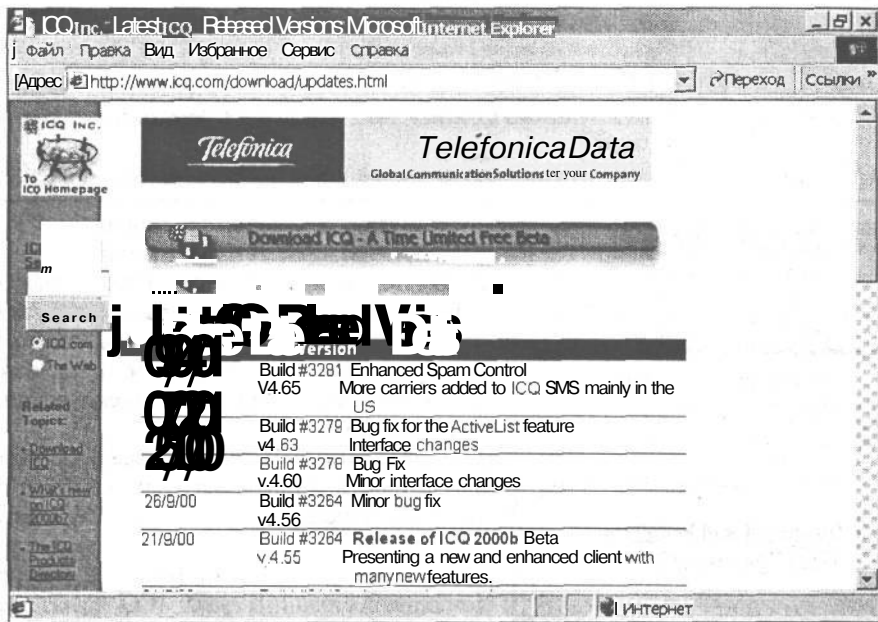 ICQ Inc. Latest ICQ Released Versions Microsoft Internet Explorer
Файл Правка Вид Избранное Сервис Справка
Адрес http://www.icq.com/download/updates.html Переход Ссылки »
ICQ INC.
To
ICQ Homepage
Telefonica
TelefonicaData
Global Communication Solutions ter your Company
Download ICQ - A Time Limited Free Beta
m
Search
ICQ.com
The Web
Version
Build #3281 Enhanced Spam Control
V4.65 More carriers added to ICQ SMS mainly in the
US
Build #3279 Bug fix for the ActiveList feature
v4 63 Interface changes
Build #3278 Bug Fix
v.4.60 Minor interface changes
26/9/00 Build #3264 Minor bug fix
v4.56
21/9/00 Build #3264 Release of ICQ 2000b Beta
v.4.55 Presenting a new and enhanced client with
many new features.
Related
Topics:
Download
ICQ
What's new
on ICQ
2000b?
The ICQ
Products
Directory
Интернет